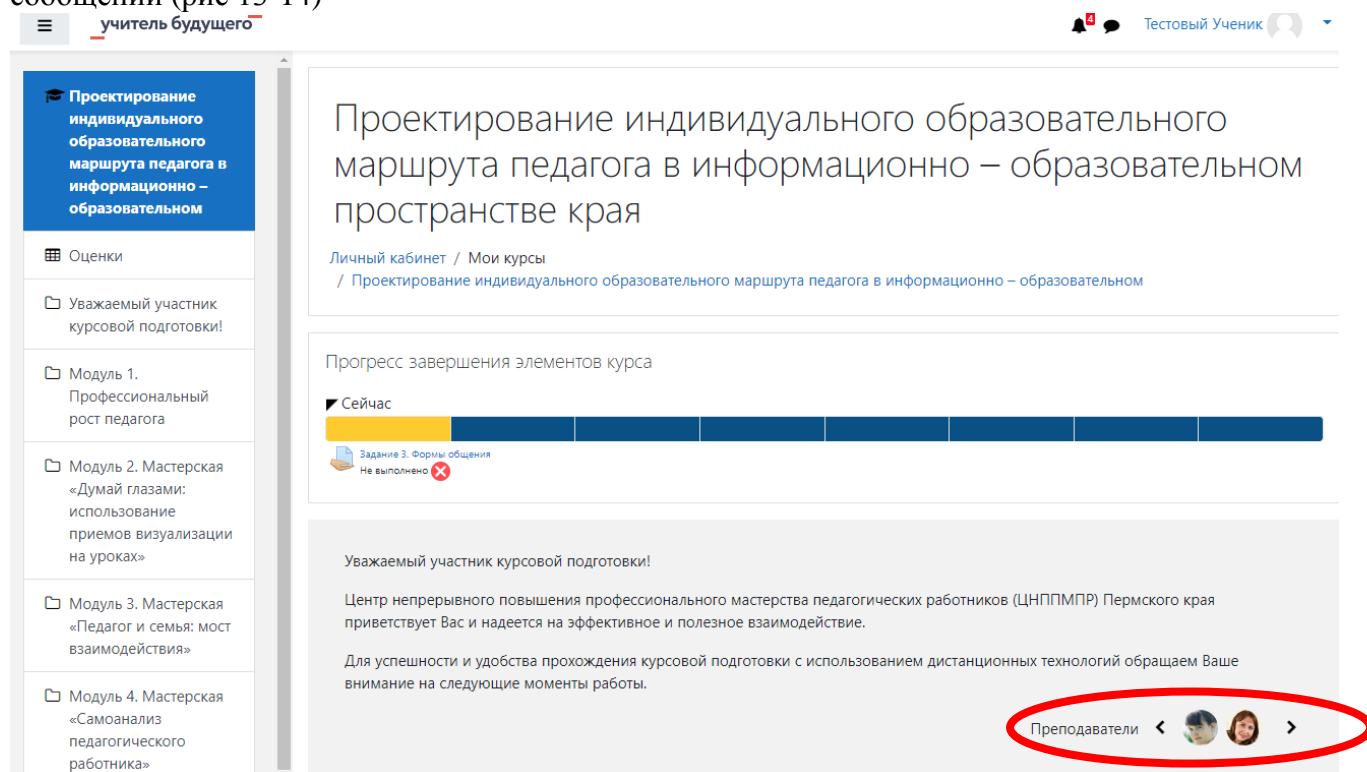 сообщений (рис 13-14)
учитель будущего
4
Тестовый Ученик
Проектирование
индивидуального
образовательного
маршрута педагога в
информационно –
образовательном
Оценки
Уважаемый участник
курсовой подготовки!
Модуль 1.
Профессиональный
рост педагога
Модуль 2. Мастерская
«Думай глазами:
использование
приемов визуализации
на уроках»
Модуль 3. Мастерская
«Педагог и семья: мост
взаимодействия»
Модуль 4. Мастерская
«Самоанализ
педагогического
работника»
Проектирование индивидуального образовательного
маршрута педагога в информационно – образовательном
пространстве края
Личный кабинет / Мои курсы
/ Проектирование индивидуального образовательного маршрута педагога в информационно – образовательном
Прогресс завершения элементов курса
Сейчас
Задание 3. Формы общения
Не выполнено
Уважаемый участник курсовой подготовки!
Центр непрерывного повышения профессионального мастерства педагогических работников (ЦНППМПР) Пермского края
приветствует Вас и надеется на эффективное и полезное взаимодействие.
Для успешности и удобства прохождения курсовой подготовки с использованием дистанционных технологий обращаем Ваше
внимание на следующие моменты работы.
Преподаватели